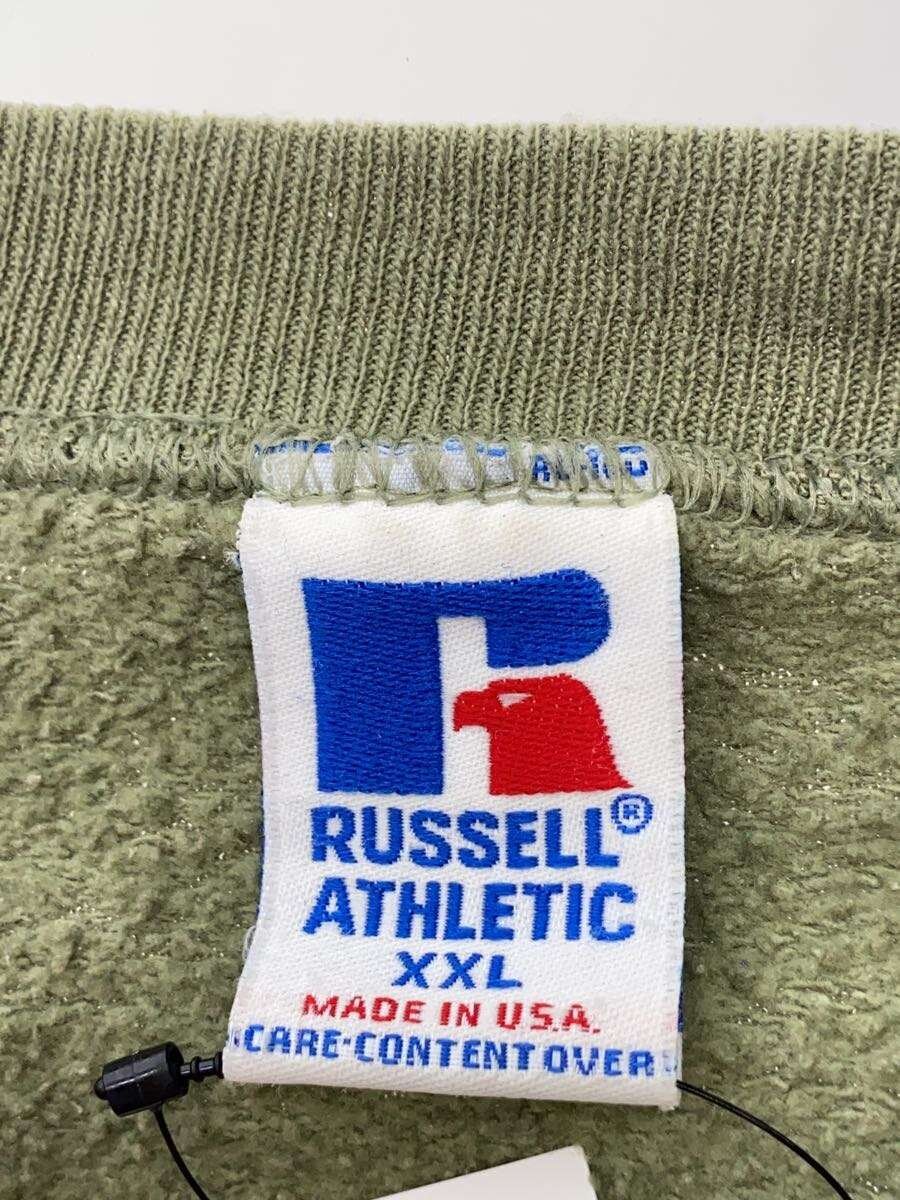 RUSSELL®
ATHLETIC
XXL
MADE IN U.S.A.
CARE-CONTENT OVER